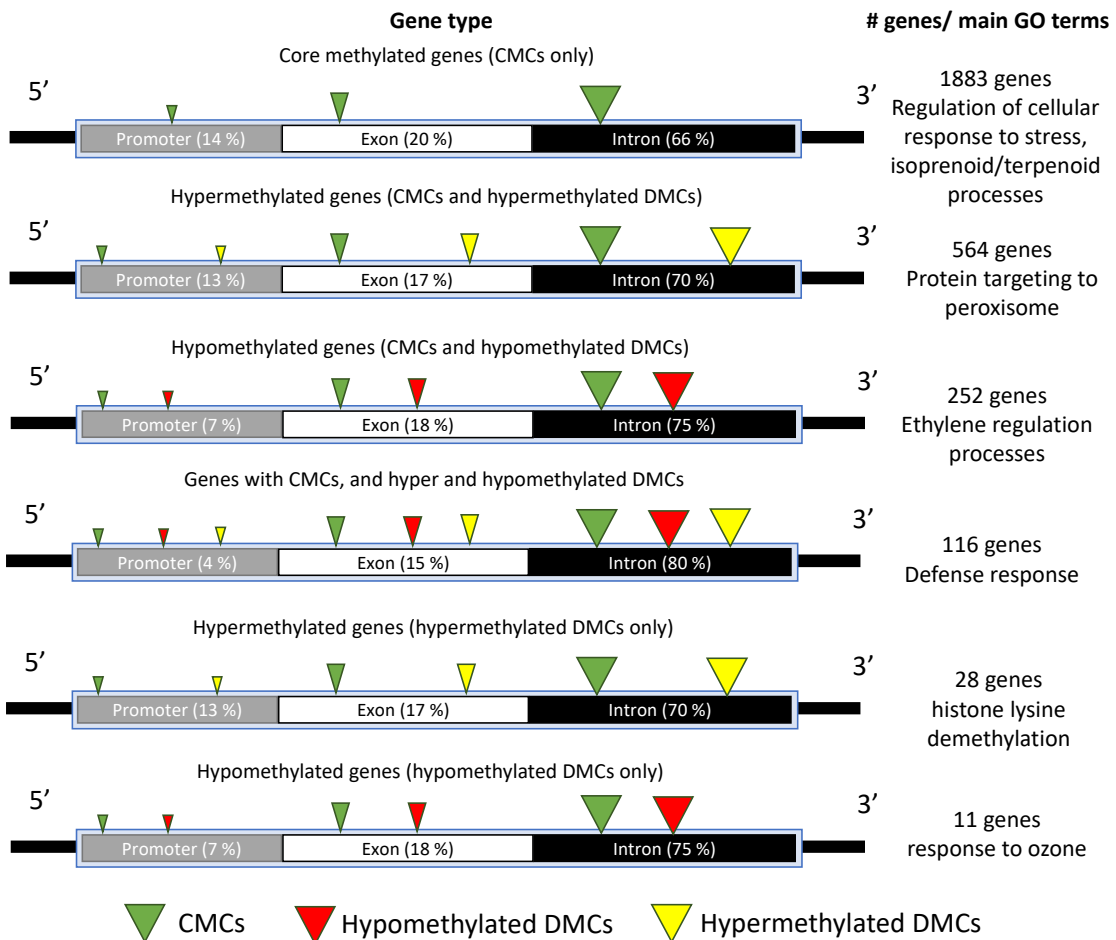 Gene type
# genes/ main GO terms
Core methylated genes (CMCs only)
5’
3’
Promoter (14 %)
Exon (20 %)
Intron (66 %)
1883 genes
Regulation of cellular
response to stress,
isoprenoid/terpenoid
processes
Hypermethylated genes (CMCs and hypermethylated DMCs)
5’
3’
Promoter (13 %)
Exon (17 %)
Intron (70 %)
564 genes
Protein targeting to
peroxisome
Hypomethylated genes (CMCs and hypomethylated DMCs)
5’
3’
Promoter (7 %)
Exon (18 %)
Intron (75 %)
252 genes
Ethylene regulation
processes
Genes with CMCs, and hyper and hypomethylated DMCs
5’
3’
Promoter (4 %)
Exon (15 %)
Intron (80 %)
116 genes
Defense response
Hypermethylated genes (hypermethylated DMCs only)
5’
3’
Promoter (13 %)
Exon (17 %)
Intron (70 %)
28 genes
histone lysine
demethylation
Hypomethylated genes (hypomethylated DMCs only)
5’
3’
Promoter (7 %)
Exon (18 %)
Intron (75 %)
11 genes
response to ozone
CMCs
Hypomethylated DMCs
Hypermethylated DMCs